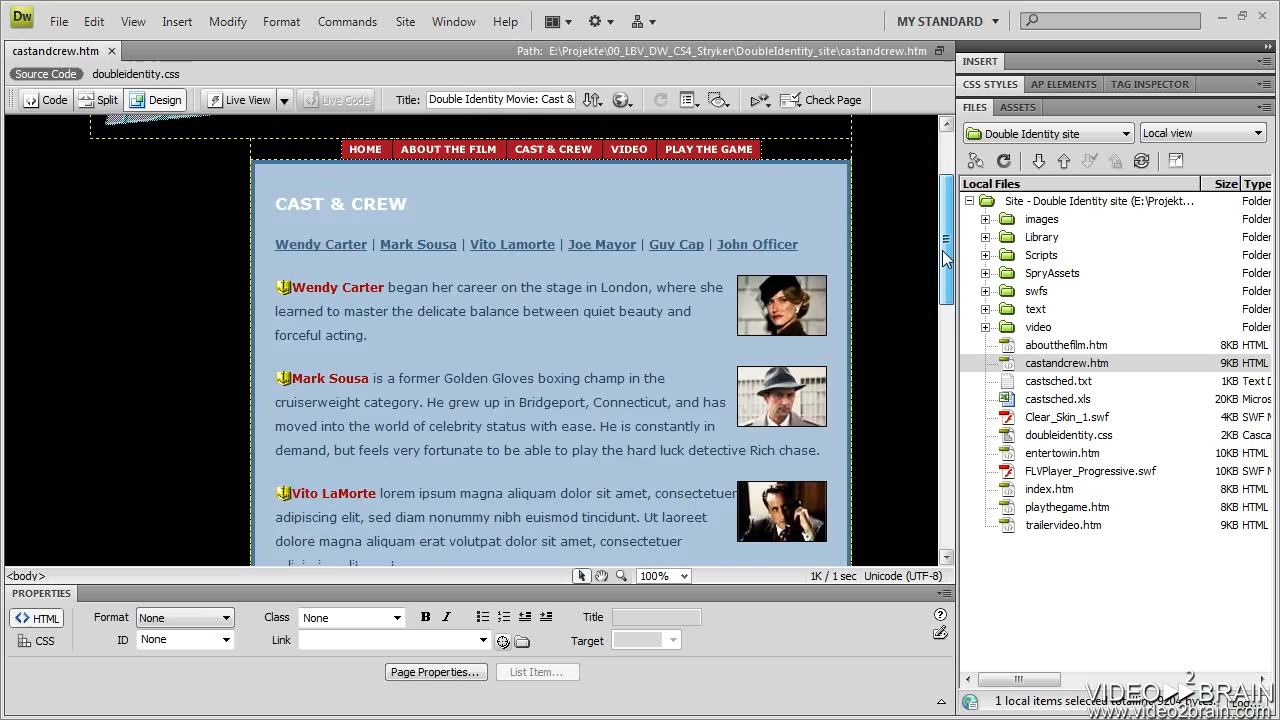 Dw File Edit View Insert Modify Format Commands Site Window Help MY STANDARD
castandcrew.htm Path: E:\Projekte\00_LBV_DW_CS4_Stryker\DoubleIdentity_site\castandcrew.htm
Source Code doubleidentity.css
Code Split Design Live View Live Code Title: Double Identity Movie: Cast & Check Page
HOME ABOUT THE FILM CAST & CREW VIDEO PLAY THE GAME
CAST & CREW
Wendy Carter | Mark Sousa | Vito Lamorte | Joe Mayor | Guy Cap | John Officer
Wendy Carter began her career on the stage in London, where she
learned to master the delicate balance between quiet beauty and
forceful acting.
Mark Sousa is a former Golden Gloves boxing champ in the
cruiserweight category. He grew up in Bridgeport, Connecticut, and has
moved into the world of celebrity status with ease. He is constantly in
demand, but feels very fortunate to be able to play the hard luck detective Rich chase.
Vito LaMorte lorem ipsum magna aliquam dolor sit amet, consectetuer
adipiscing elit, sed diam nonummy nibh euismod tincidunt. Ut laoreet
dolore magna aliquam erat volutpat dolor sit amet, consectetuer
<body> 100% 1K / 1 sec Unicode (UTF-8)
PROPERTIES
HTML Format None Class None B I Title
CSS ID None Link Target
Page Properties... List Item...
INSERT
CSS STYLES AP ELEMENTS TAG INSPECTOR
FILES ASSETS
Double Identity site Local view
Local Files Size Type
Site - Double Identity site (E:\Projekt... Folder
images Folder
Library Folder
Scripts Folder
SpryAssets Folder
swfs Folder
text Folder
video Folder
aboutthefilm.htm 8KB HTML
castandcrew.htm 9KB HTML
castsched.txt 1KB Text D
castsched.xls 20KB Micros
Clear_Skin_1.swf 4KB SWF
doubleidentity.css 2KB Casca
entertowin.htm 10KB HTML
FLVPlayer_Progressive.swf 10KB SWF
index.htm 8KB HTML
playthegame.htm 8KB HTML
trailervideo.htm 9KB HTML
1 local items selected totalling 9204 bytes.
VIDEO 2 BRAIN
www.video2brain.com